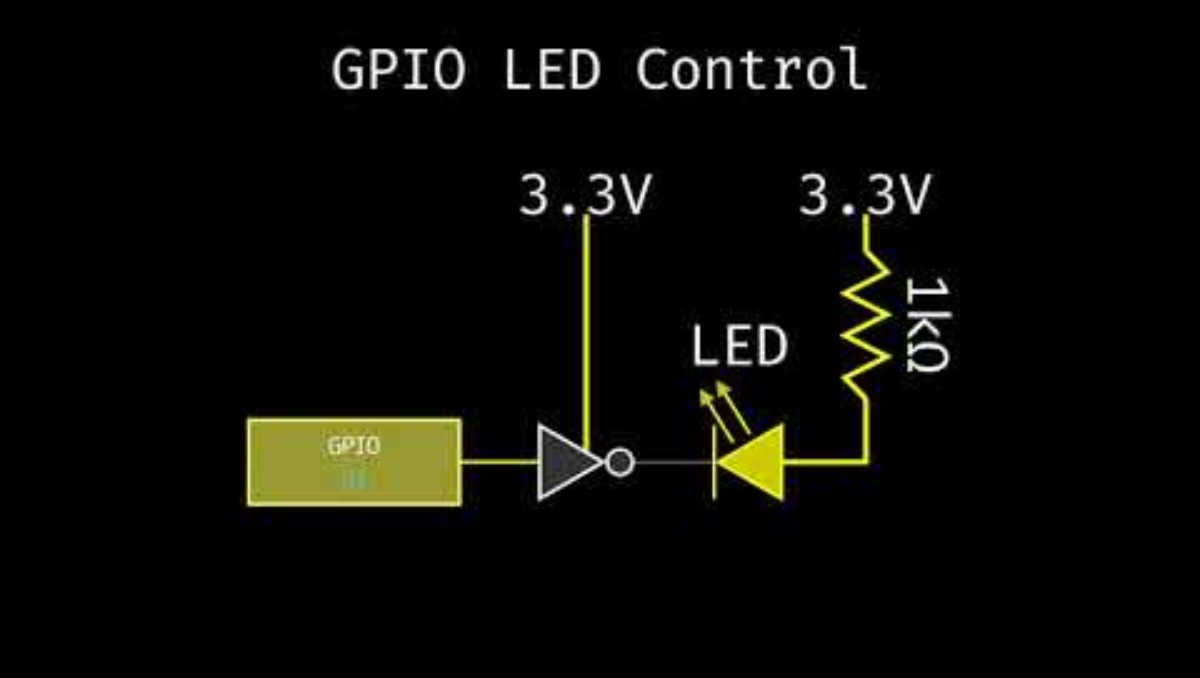 GPIO LED Control
3.3V
3.3V
1kΩ
LED
GPIO